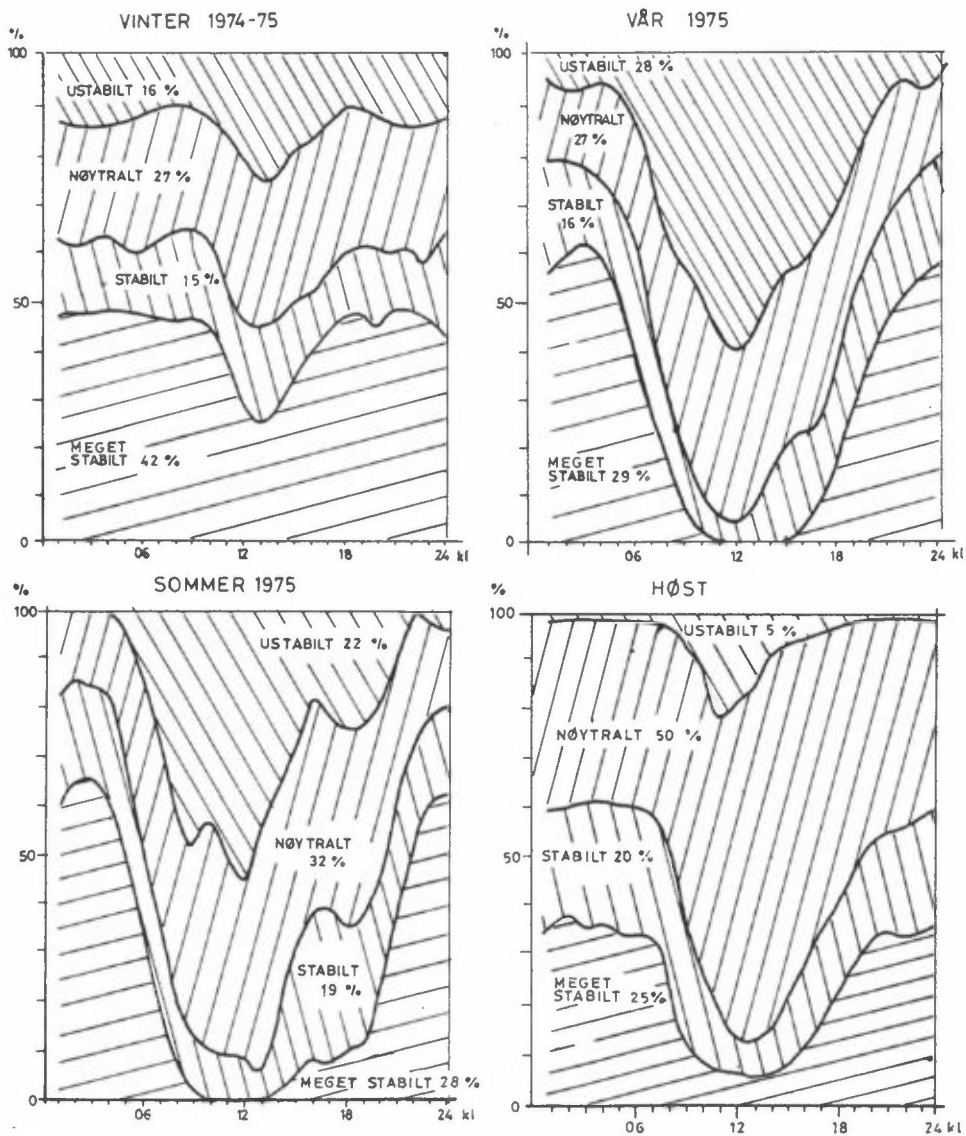 VINTER 1974-75
%
100
USTABILT 16 %
NØYTRALT 27 %
STABILT 15 %
50
MEGET
STABILT 42 %
0
06 12 18 24 kl
VÅR 1975
%
100
USTABILT 28 %
NØYTRALT
27 %
STABILT
16 %
50
MEGET
STABILT 29 %
0
06 12 18 24 kl
SOMMER 1975
%
100
USTABILT 22 %
NØYTRALT
32 %
50
STABILT
19 %
MEGET STABILT 28 %
0
06 12 18 24 kl
HØST
%
100
USTABILT 5 %
NØYTRALT 50 %
50
STABILT 20 %
MEGET
STABILT 25%
0
06 12 18 24 kl